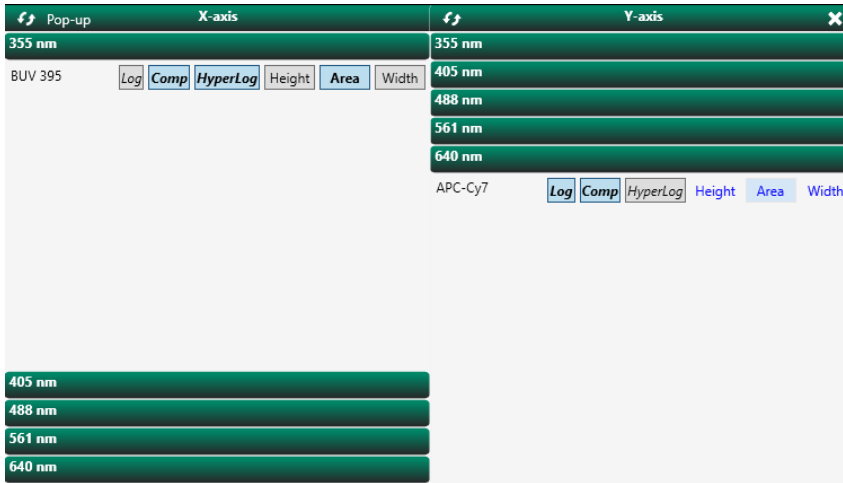 Pop-up X-axis
355 nm
BUV 395 Log Comp HyperLog Height Area Width
405 nm
488 nm
561 nm
640 nm
Y-axis
355 nm
405 nm
488 nm
561 nm
640 nm
APC-Cy7 Log Comp HyperLog Height Area Width